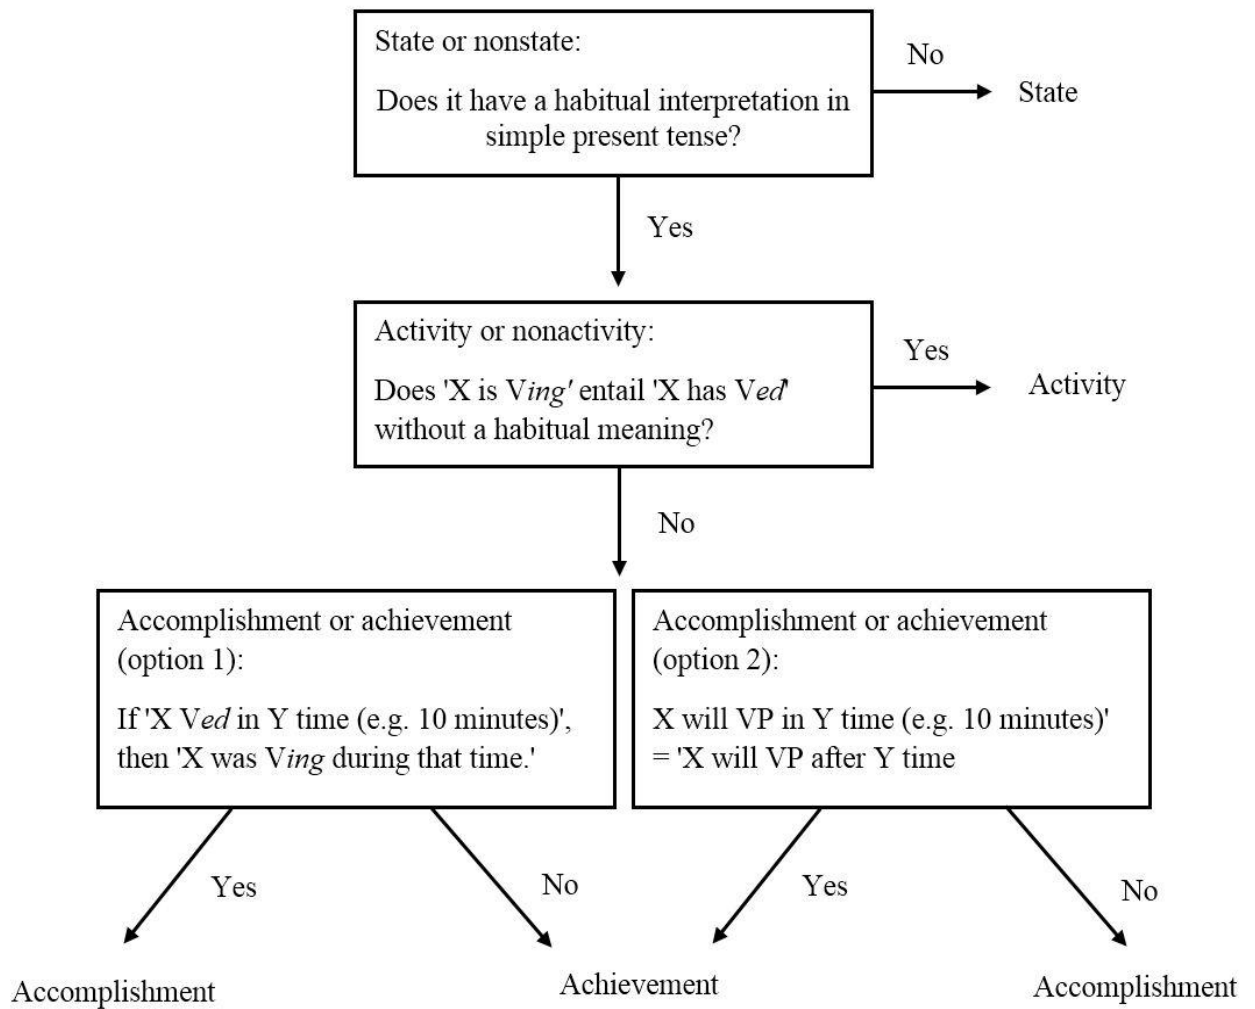 State or nonstate:
Does it have a habitual interpretation in
simple present tense?
No
State
Yes
Activity or nonactivity:
Does 'X is Ving' entail 'X has Ved'
without a habitual meaning?
Yes
Activity
No
Accomplishment or achievement
(option 1):
If 'X Ved in Y time (e.g. 10 minutes)',
then 'X was Ving during that time.'
Accomplishment or achievement
(option 2):
X will VP in Y time (e.g. 10 minutes)'
= 'X will VP after Y time
Yes
No
Yes
No
Accomplishment
Achievement
Accomplishment